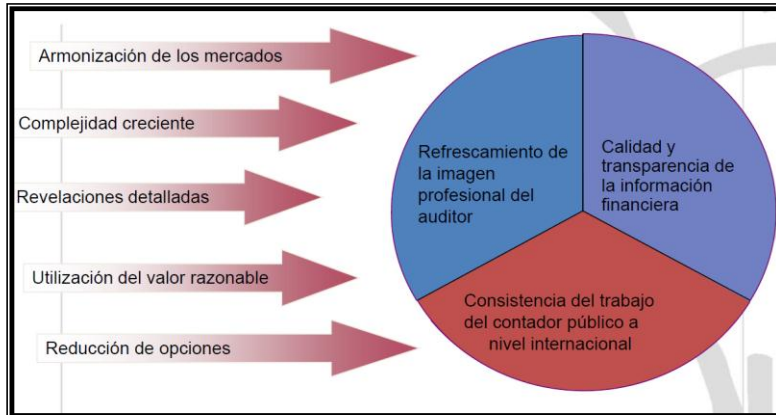 Armonización de los mercados
Complejidad creciente
Revelaciones detalladas
Utilización del valor razonable
Reducción de opciones
Refrescamiento de
la imagen
profesional del
auditor
Calidad y
transparencia de
la información
financiera
Consistencia del trabajo
del contador público a
nivel internacional